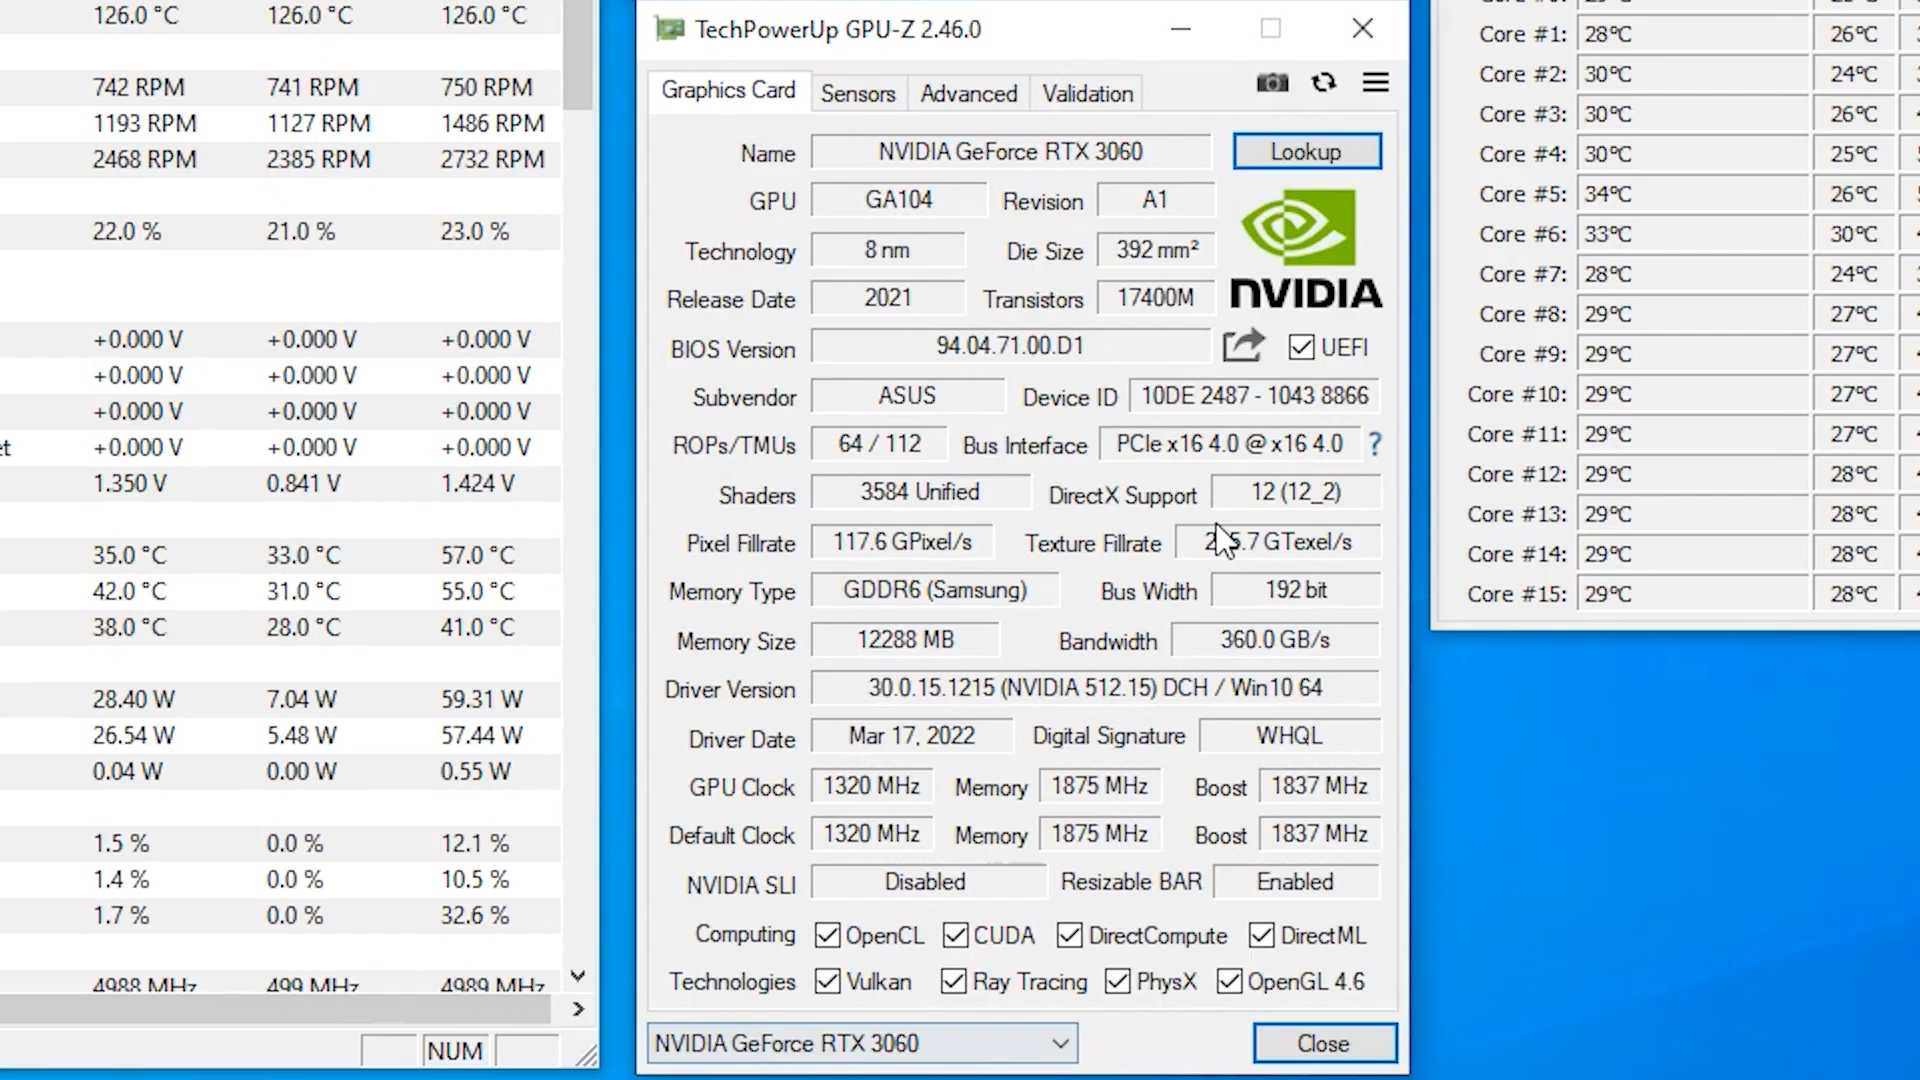 126.0 °C 126.0 °C 126.0 °C
742 RPM 741 RPM 750 RPM
1193 RPM 1127 RPM 1486 RPM
2468 RPM 2385 RPM 2732 RPM
22.0 % 21.0 % 23.0 %
+0.000 V +0.000 V +0.000 V
+0.000 V +0.000 V +0.000 V
+0.000 V +0.000 V +0.000 V
et +0.000 V +0.000 V +0.000 V
1.350 V 0.841 V 1.424 V
35.0 °C 33.0 °C 57.0 °C
42.0 °C 31.0 °C 55.0 °C
38.0 °C 28.0 °C 41.0 °C
28.40 W 7.04 W 59.31 W
26.54 W 5.48 W 57.44 W
0.04 W 0.00 W 0.55 W
1.5 % 0.0 % 12.1 %
1.4 % 0.0 % 10.5 %
1.7 % 0.0 % 32.6 %
4988 MHz 499 MHz 4989 MHz
NUM
TechPowerUp GPU-Z 2.46.0
Graphics Card Sensors Advanced Validation
Name NVIDIA GeForce RTX 3060 Lookup
GPU GA104 Revision A1
Technology 8 nm Die Size 392 mm²
Release Date 2021 Transistors 17400M
NVIDIA
BIOS Version 94.04.71.00.D1 UEFI
Subvendor ASUS Device ID 10DE 2487 - 1043 8866
ROPs/TMUs 64 / 112 Bus Interface PCIe x16 4.0 @ x16 4.0 ?
Shaders 3584 Unified DirectX Support 12 (12_2)
Pixel Fillrate 117.6 GPixel/s Texture Fillrate GTexel/s
Memory Type GDDR6 (Samsung) Bus Width 192 bit
Memory Size 12288 MB Bandwidth 360.0 GB/s
Driver Version 30.0.15.1215 (NVIDIA 512.15) DCH / Win10 64
Driver Date Mar 17, 2022 Digital Signature WHQL
GPU Clock 1320 MHz Memory 1875 MHz Boost 1837 MHz
Default Clock 1320 MHz Memory 1875 MHz Boost 1837 MHz
NVIDIA SLI Disabled Resizable BAR Enabled
Computing OpenCL CUDA DirectCompute DirectML
Technologies Vulkan Ray Tracing PhysX OpenGL 4.6
NVIDIA GeForce RTX 3060 Close
Core #1: 28°C 26°C
Core #2: 30°C 24°C
Core #3: 30°C 26°C
Core #4: 30°C 25°C
Core #5: 34°C 26°C
Core #6: 33°C 30°C
Core #7: 28°C 24°C
Core #8: 29°C 27°C
Core #9: 29°C 27°C
Core #10: 29°C 27°C
Core #11: 29°C 27°C
Core #12: 29°C 28°C
Core #13: 29°C 28°C
Core #14: 29°C 28°C
Core #15: 29°C 28°C